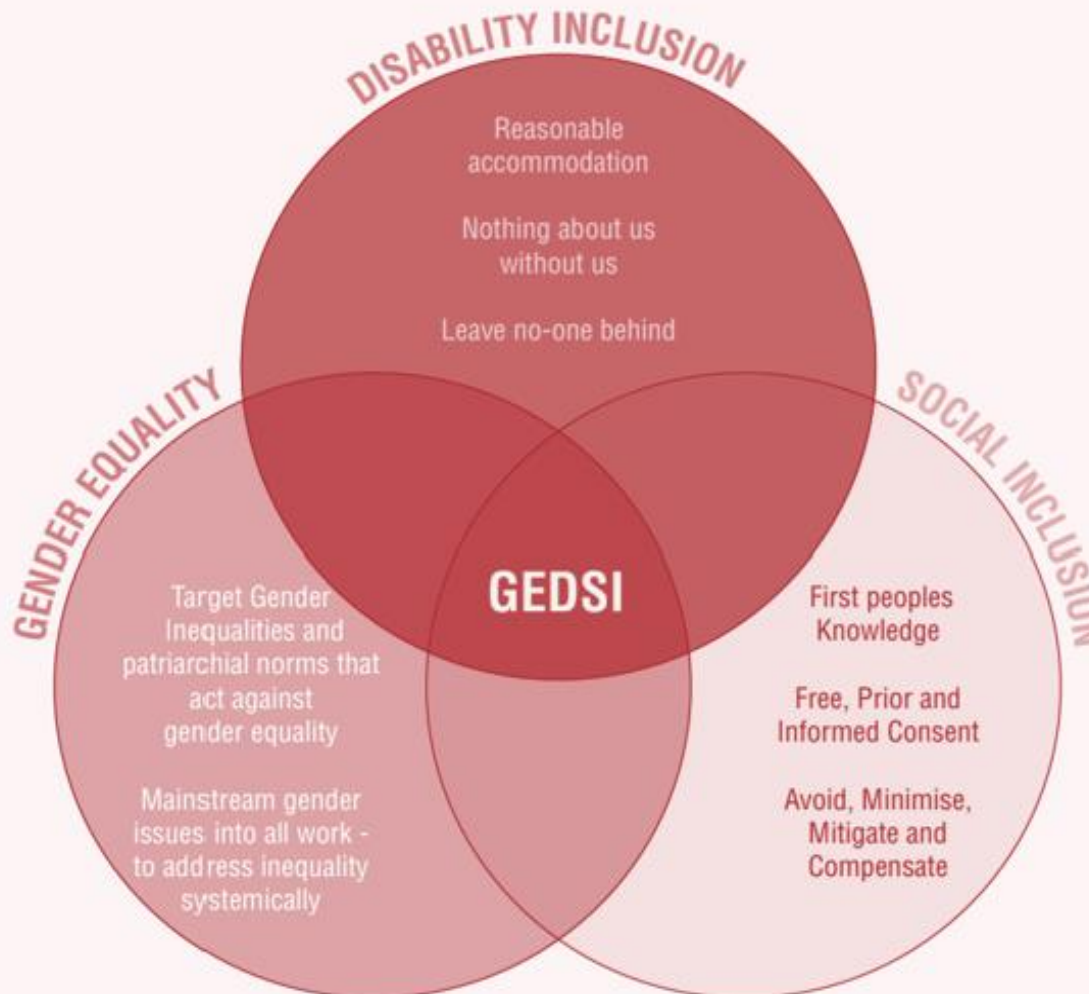 DISABILITY INCLUSION
Reasonable
accommodation
Nothing about us
without us
Leave no-one behind
GENDER EQUALITY
Target Gender
Inequalities and
patriarchial norms that
act against
gender equality
Mainstream gender
issues into all work -
to address inequality
systemically
GEDSI
SOCIAL INCLUSION
First peoples
Knowledge
Free, Prior and
Informed Consent
Avoid, Minimise,
Mitigate and
Compensate